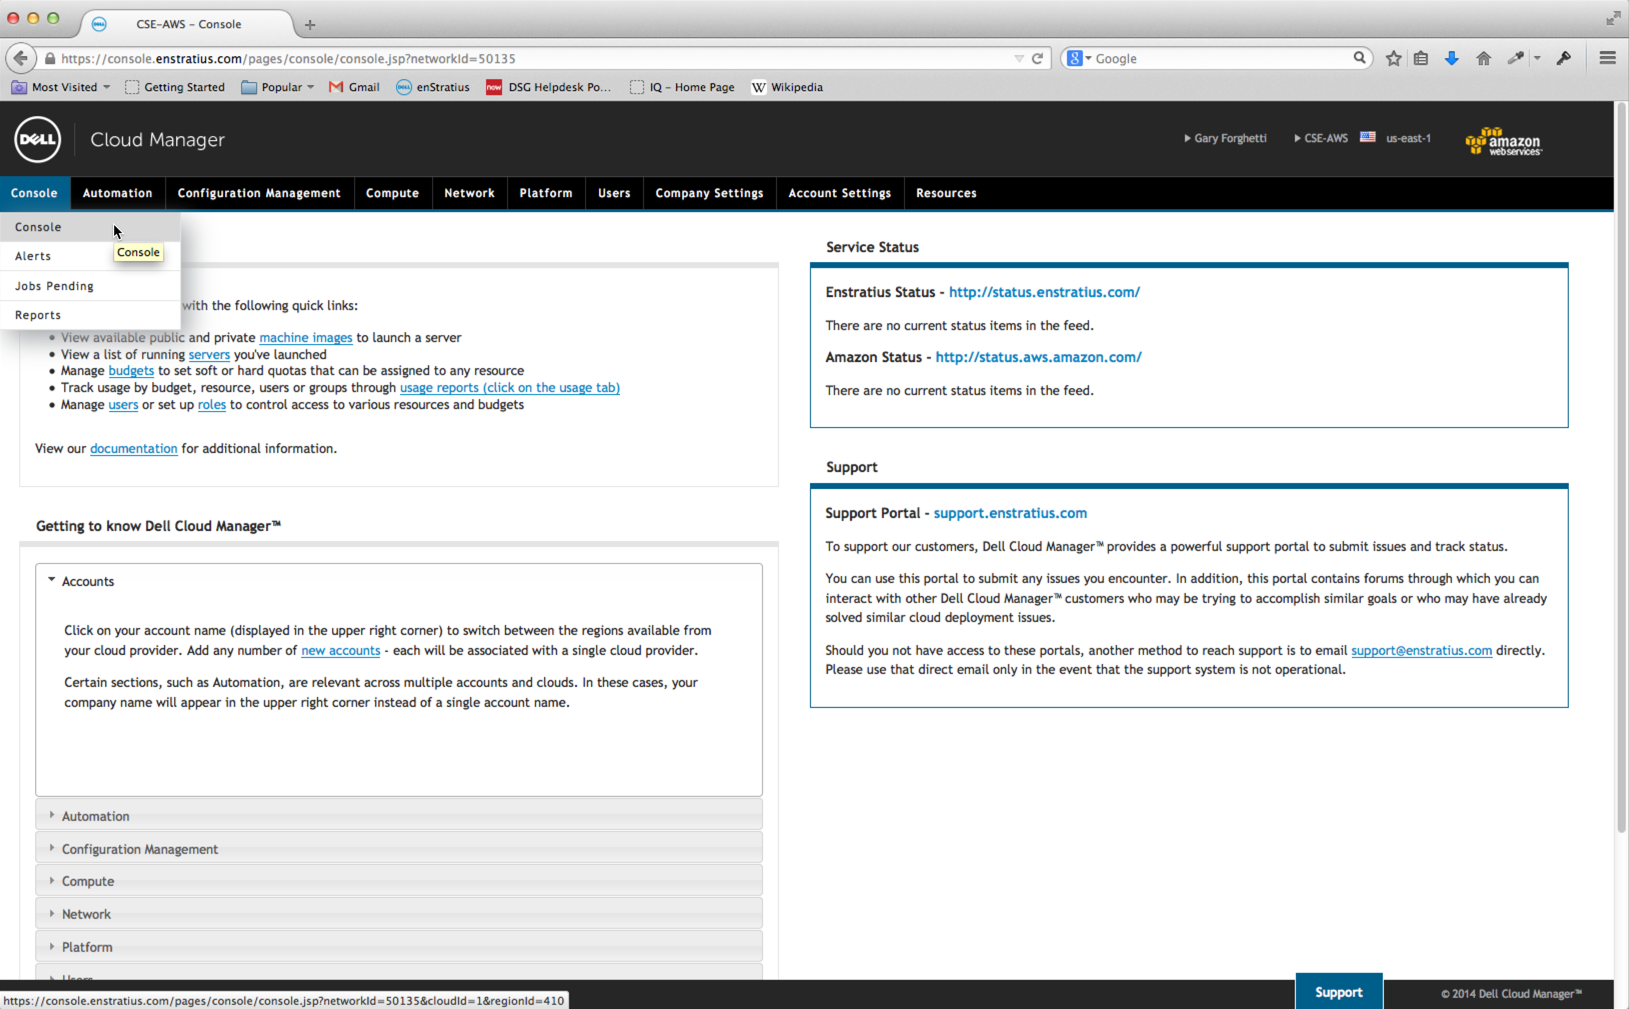 CSE-AWS – Console
https://console.enstratius.com/pages/console/console.jsp?networkId=50135
Google
Most Visited
Getting Started
Popular
Gmail
enStratius
DSG Helpdesk Po...
IQ – Home Page
Wikipedia
DELL
Cloud Manager
Gary Forghetti
CSE-AWS
us-east-1
amazon
webservices™
Console
Automation
Configuration Management
Compute
Network
Platform
Users
Company Settings
Account Settings
Resources
Console
Alerts
Jobs Pending
Reports
Console
with the following quick links:
• View available public and private machine images to launch a server
• View a list of running servers you've launched
• Manage budgets to set soft or hard quotas that can be assigned to any resource
• Track usage by budget, resource, users or groups through usage reports (click on the usage tab)
• Manage users or set up roles to control access to various resources and budgets
View our documentation for additional information.
Getting to know Dell Cloud Manager™
Accounts
Click on your account name (displayed in the upper right corner) to switch between the regions available from
your cloud provider. Add any number of new accounts - each will be associated with a single cloud provider.
Certain sections, such as Automation, are relevant across multiple accounts and clouds. In these cases, your
company name will appear in the upper right corner instead of a single account name.
Automation
Configuration Management
Compute
Network
Platform
Users
Service Status
Enstratius Status - http://status.enstratius.com/
There are no current status items in the feed.
Amazon Status - http://status.aws.amazon.com/
There are no current status items in the feed.
Support
Support Portal - support.enstratius.com
To support our customers, Dell Cloud Manager™ provides a powerful support portal to submit issues and track status.
You can use this portal to submit any issues you encounter. In addition, this portal contains forums through which you can
interact with other Dell Cloud Manager™ customers who may be trying to accomplish similar goals or who may have already
solved similar cloud deployment issues.
Should you not have access to these portals, another method to reach support is to email support@enstratius.com directly.
Please use that direct email only in the event that the support system is not operational.
https://console.enstratius.com/pages/console/console.jsp?networkId=50135&cloudId=1&regionId=410
Support
© 2014 Dell Cloud Manager™